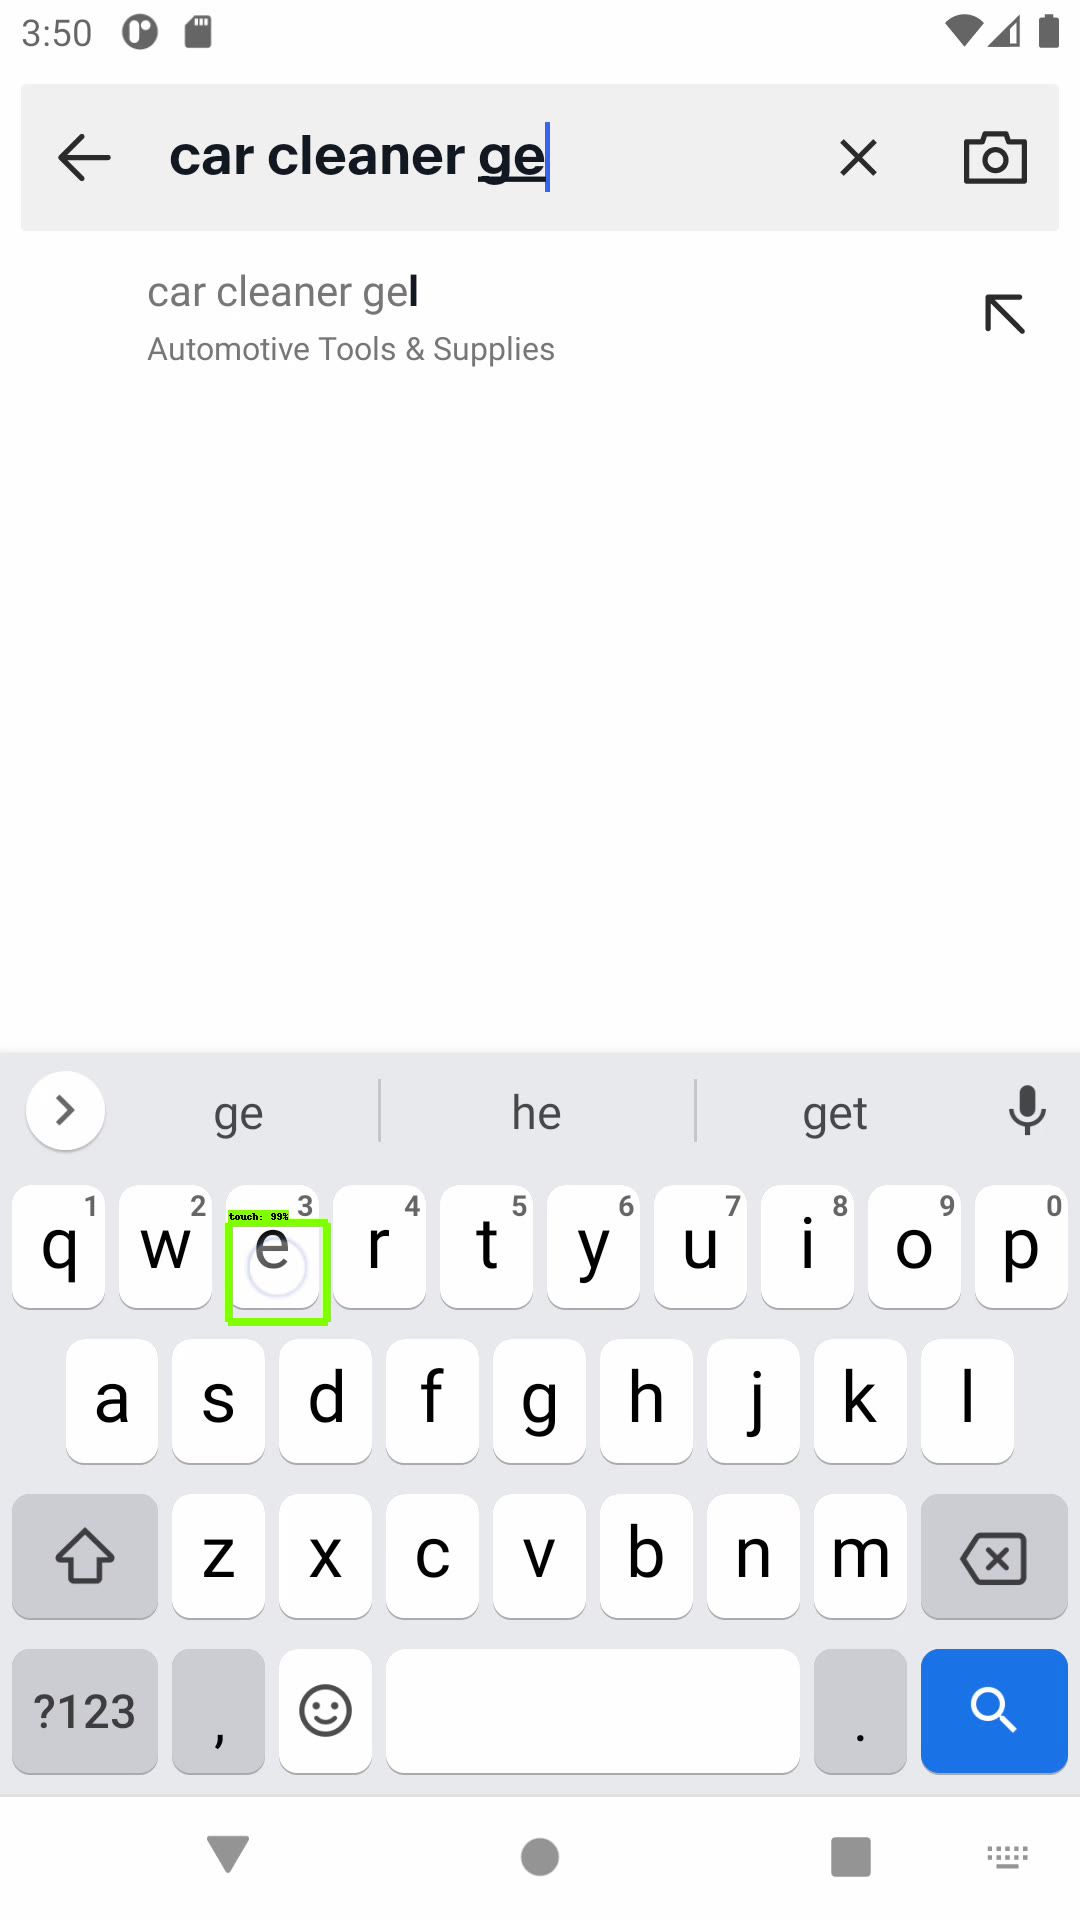 3:50
car cleaner ge
car cleaner gel
Automotive Tools & Supplies
ge he get
1 2 3 4 5 6 7 8 9 0
touch: 99%
q w e r t y u i o p
a s d f g h j k l
z x c v b n m
?123 , .